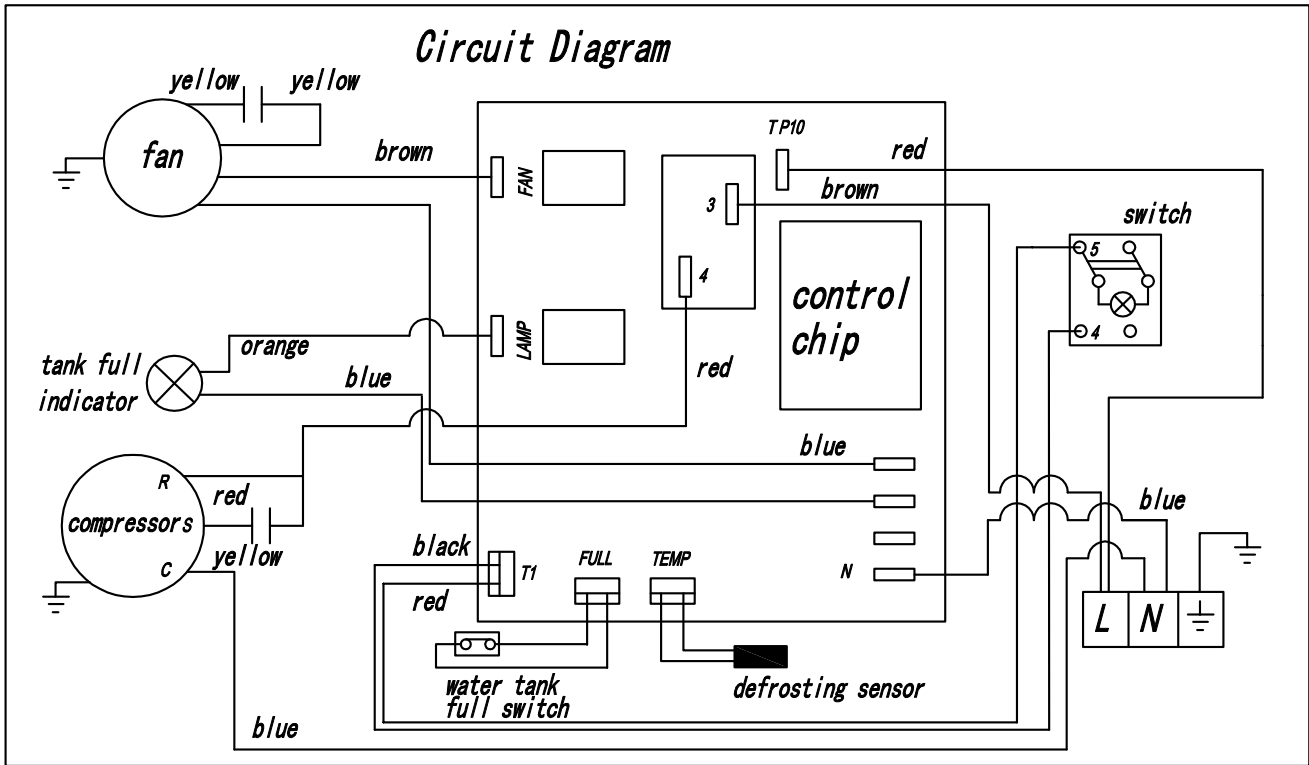 Circuit Diagram
yellow
yellow
fan
brown
FAN
TP10
red
brown
3
4
switch
5
4
control
chip
LAMP
orange
tank full
indicator
blue
red
R
red
compressors
yellow
C
blue
blue
black
T1
red
FULL
TEMP
N
L
N
water tank
full switch
defrosting sensor
blue